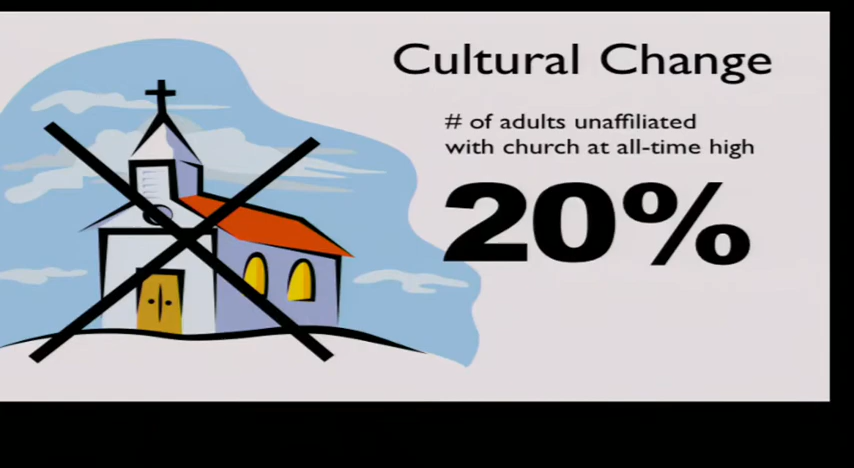 Cultural Change
# of adults unaffiliated
with church at all-time high
20%